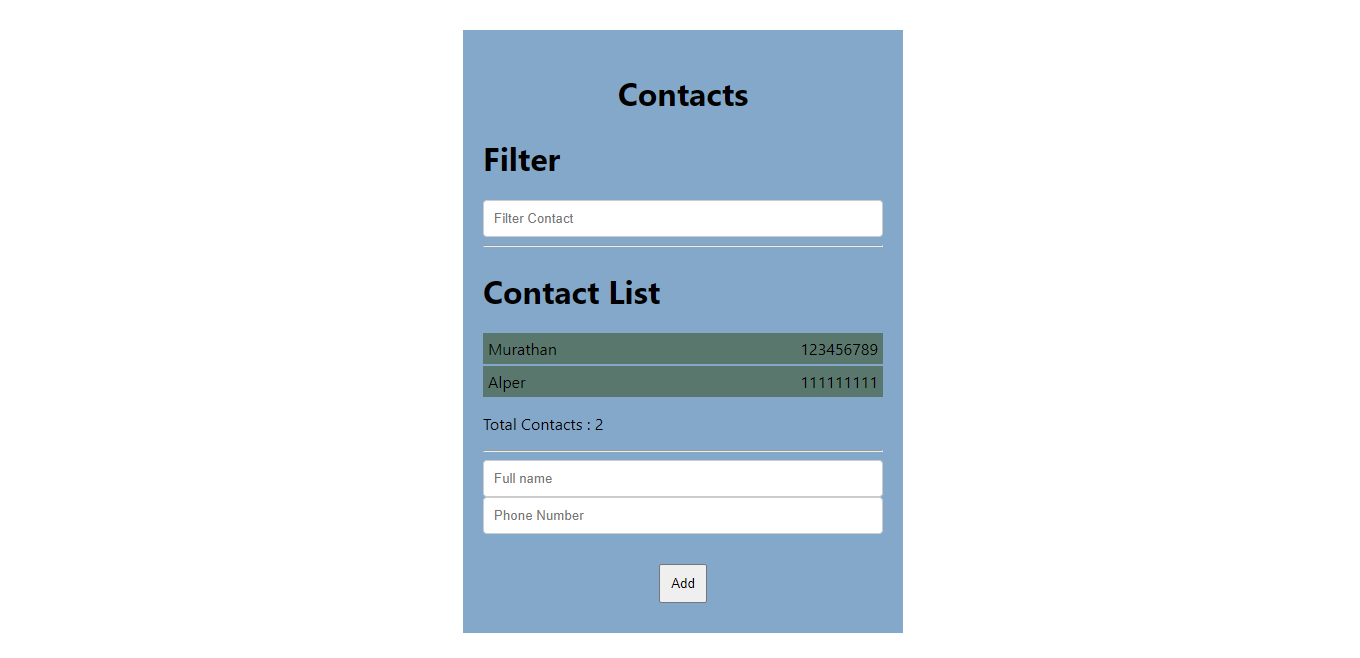 Contacts
Filter
Filter Contact
Contact List
Murathan 123456789
Alper 111111111
Total Contacts : 2
Full name
Phone Number
Add